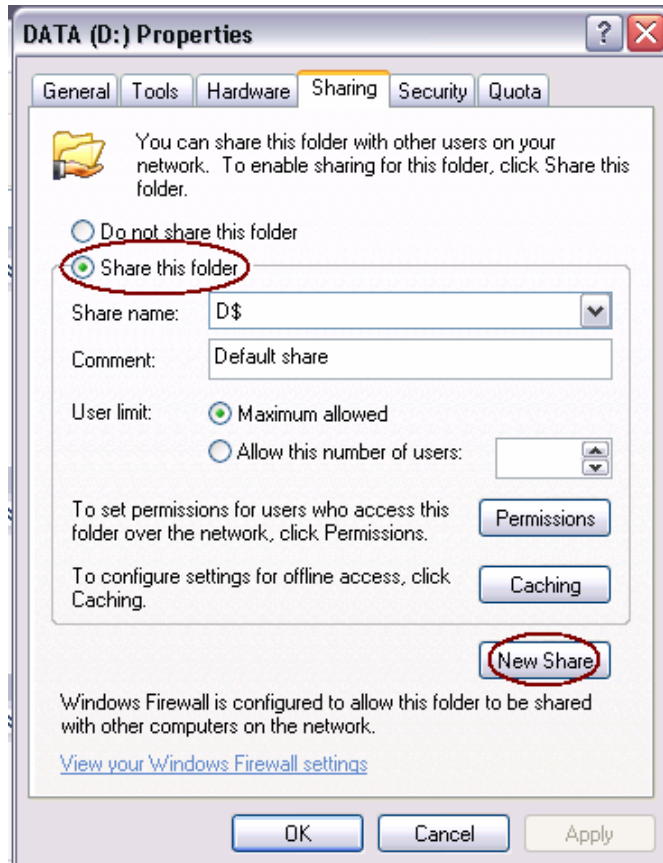 DATA (D:) Properties
General Tools Hardware Sharing Security Quota
You can share this folder with other users on your
network. To enable sharing for this folder, click Share this
folder.
Do not share this folder
Share this folder
Share name: D$
Comment: Default share
User limit: Maximum allowed
Allow this number of users:
To set permissions for users who access this
folder over the network, click Permissions.
Permissions
To configure settings for offline access, click
Caching.
Caching
New Share
Windows Firewall is configured to allow this folder to be shared
with other computers on the network.
View your Windows Firewall settings
OK Cancel Apply